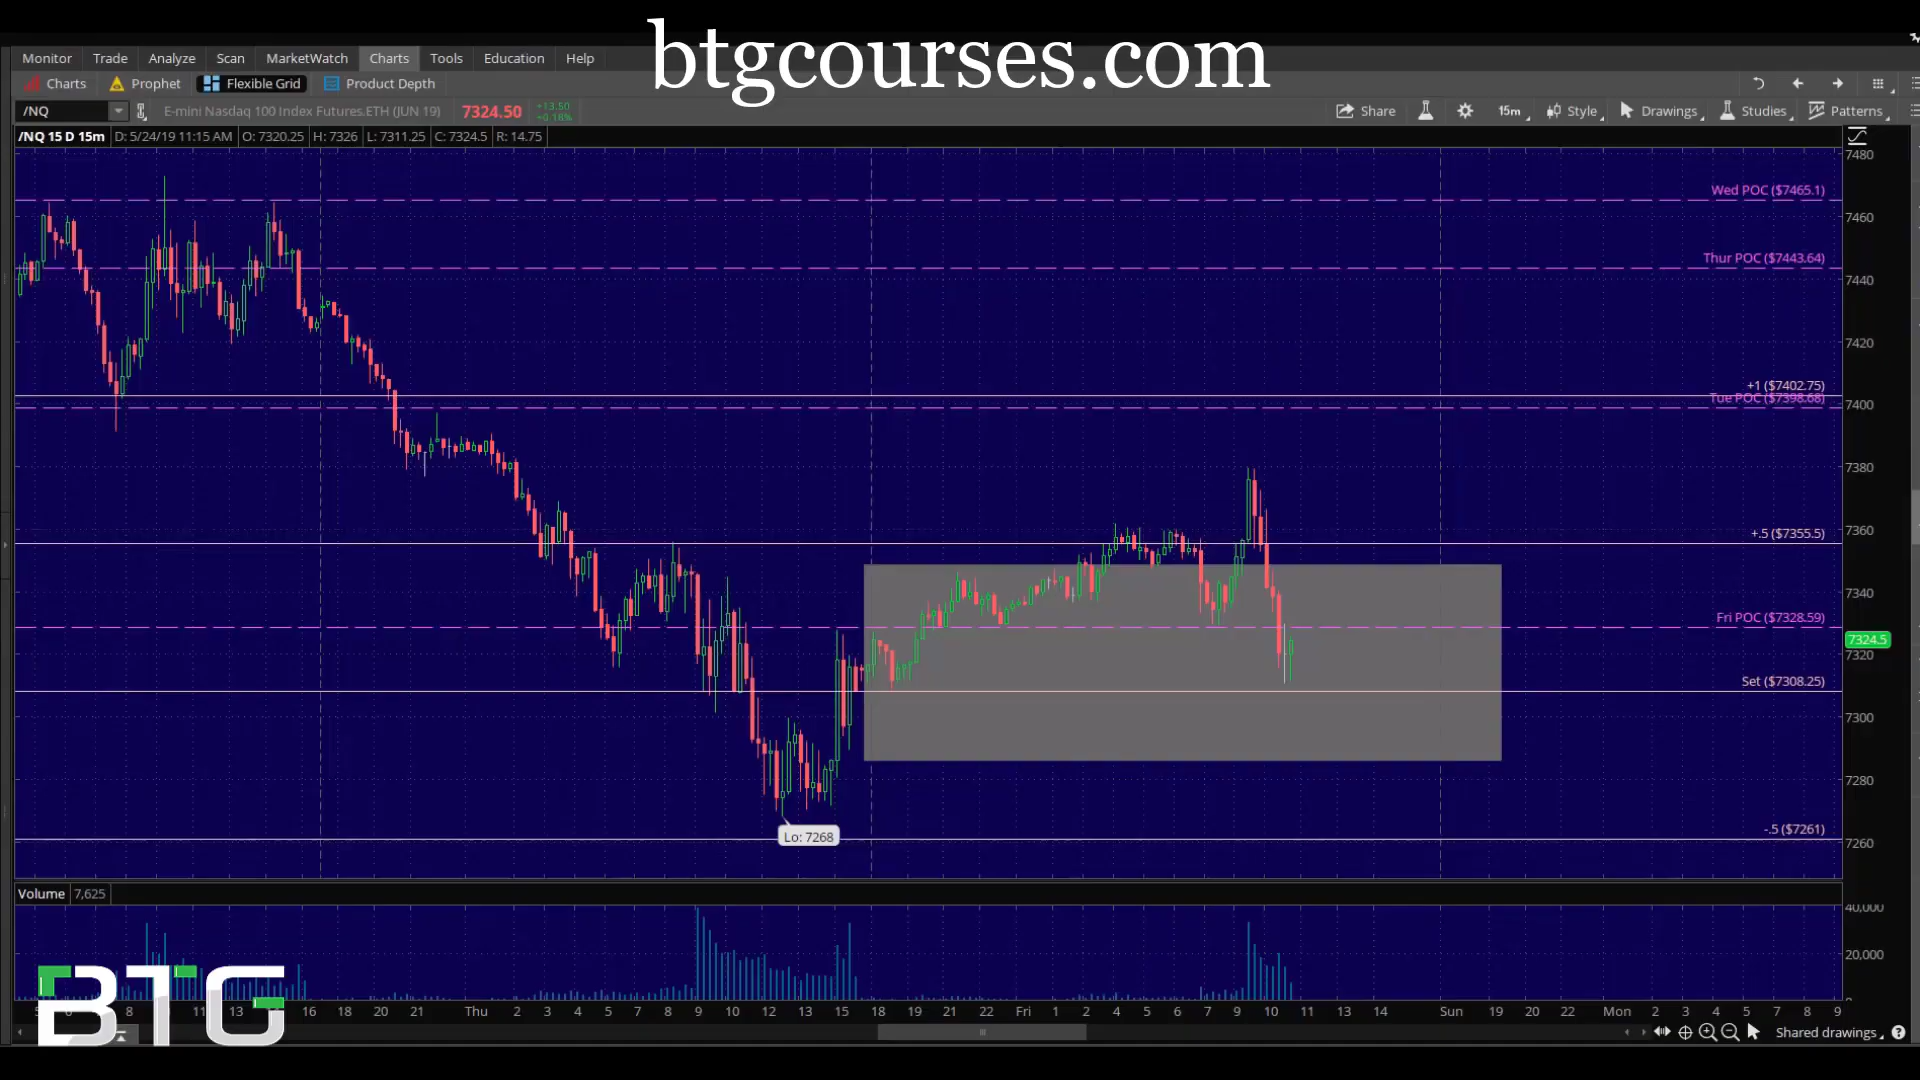 btgcourses.com
Monitor Trade Analyze Scan MarketWatch Charts Tools Education Help
Charts Prophet Flexible Grid Product Depth
/NQ E-mini Nasdaq 100 Index Futures.ETH (JUN 19) 7324.50 +13.50 +0.18% Share 15m Style Drawings Studies Patterns
/NQ 15 D 15m D: 5/24/19 11:15 AM O: 7320.25 H: 7326 L: 7311.25 C: 7324.5 R: 14.75
7480
Wed POC ($7465.1)
7460
Thur POC ($7443.64)
7440
7420
+1 ($7402.75)
Tue POC ($7398.68)
7400
7380
+.5 ($7355.5)
7360
7340
Fri POC ($7328.59)
7324.5
7320
Set ($7308.25)
7300
7280
-.5 ($7261)
Lo: 7268
7260
Volume 7,625
40,000
20,000
BTG
8 11 13 16 18 20 21 Thu 2 3 4 5 7 8 9 10 12 13 15 18 19 21 22 Fri 1 2 4 5 6 7 9 10 11 13 14 Sun 19 20 22 Mon 2 3 4 5 7 8 9
Shared drawings